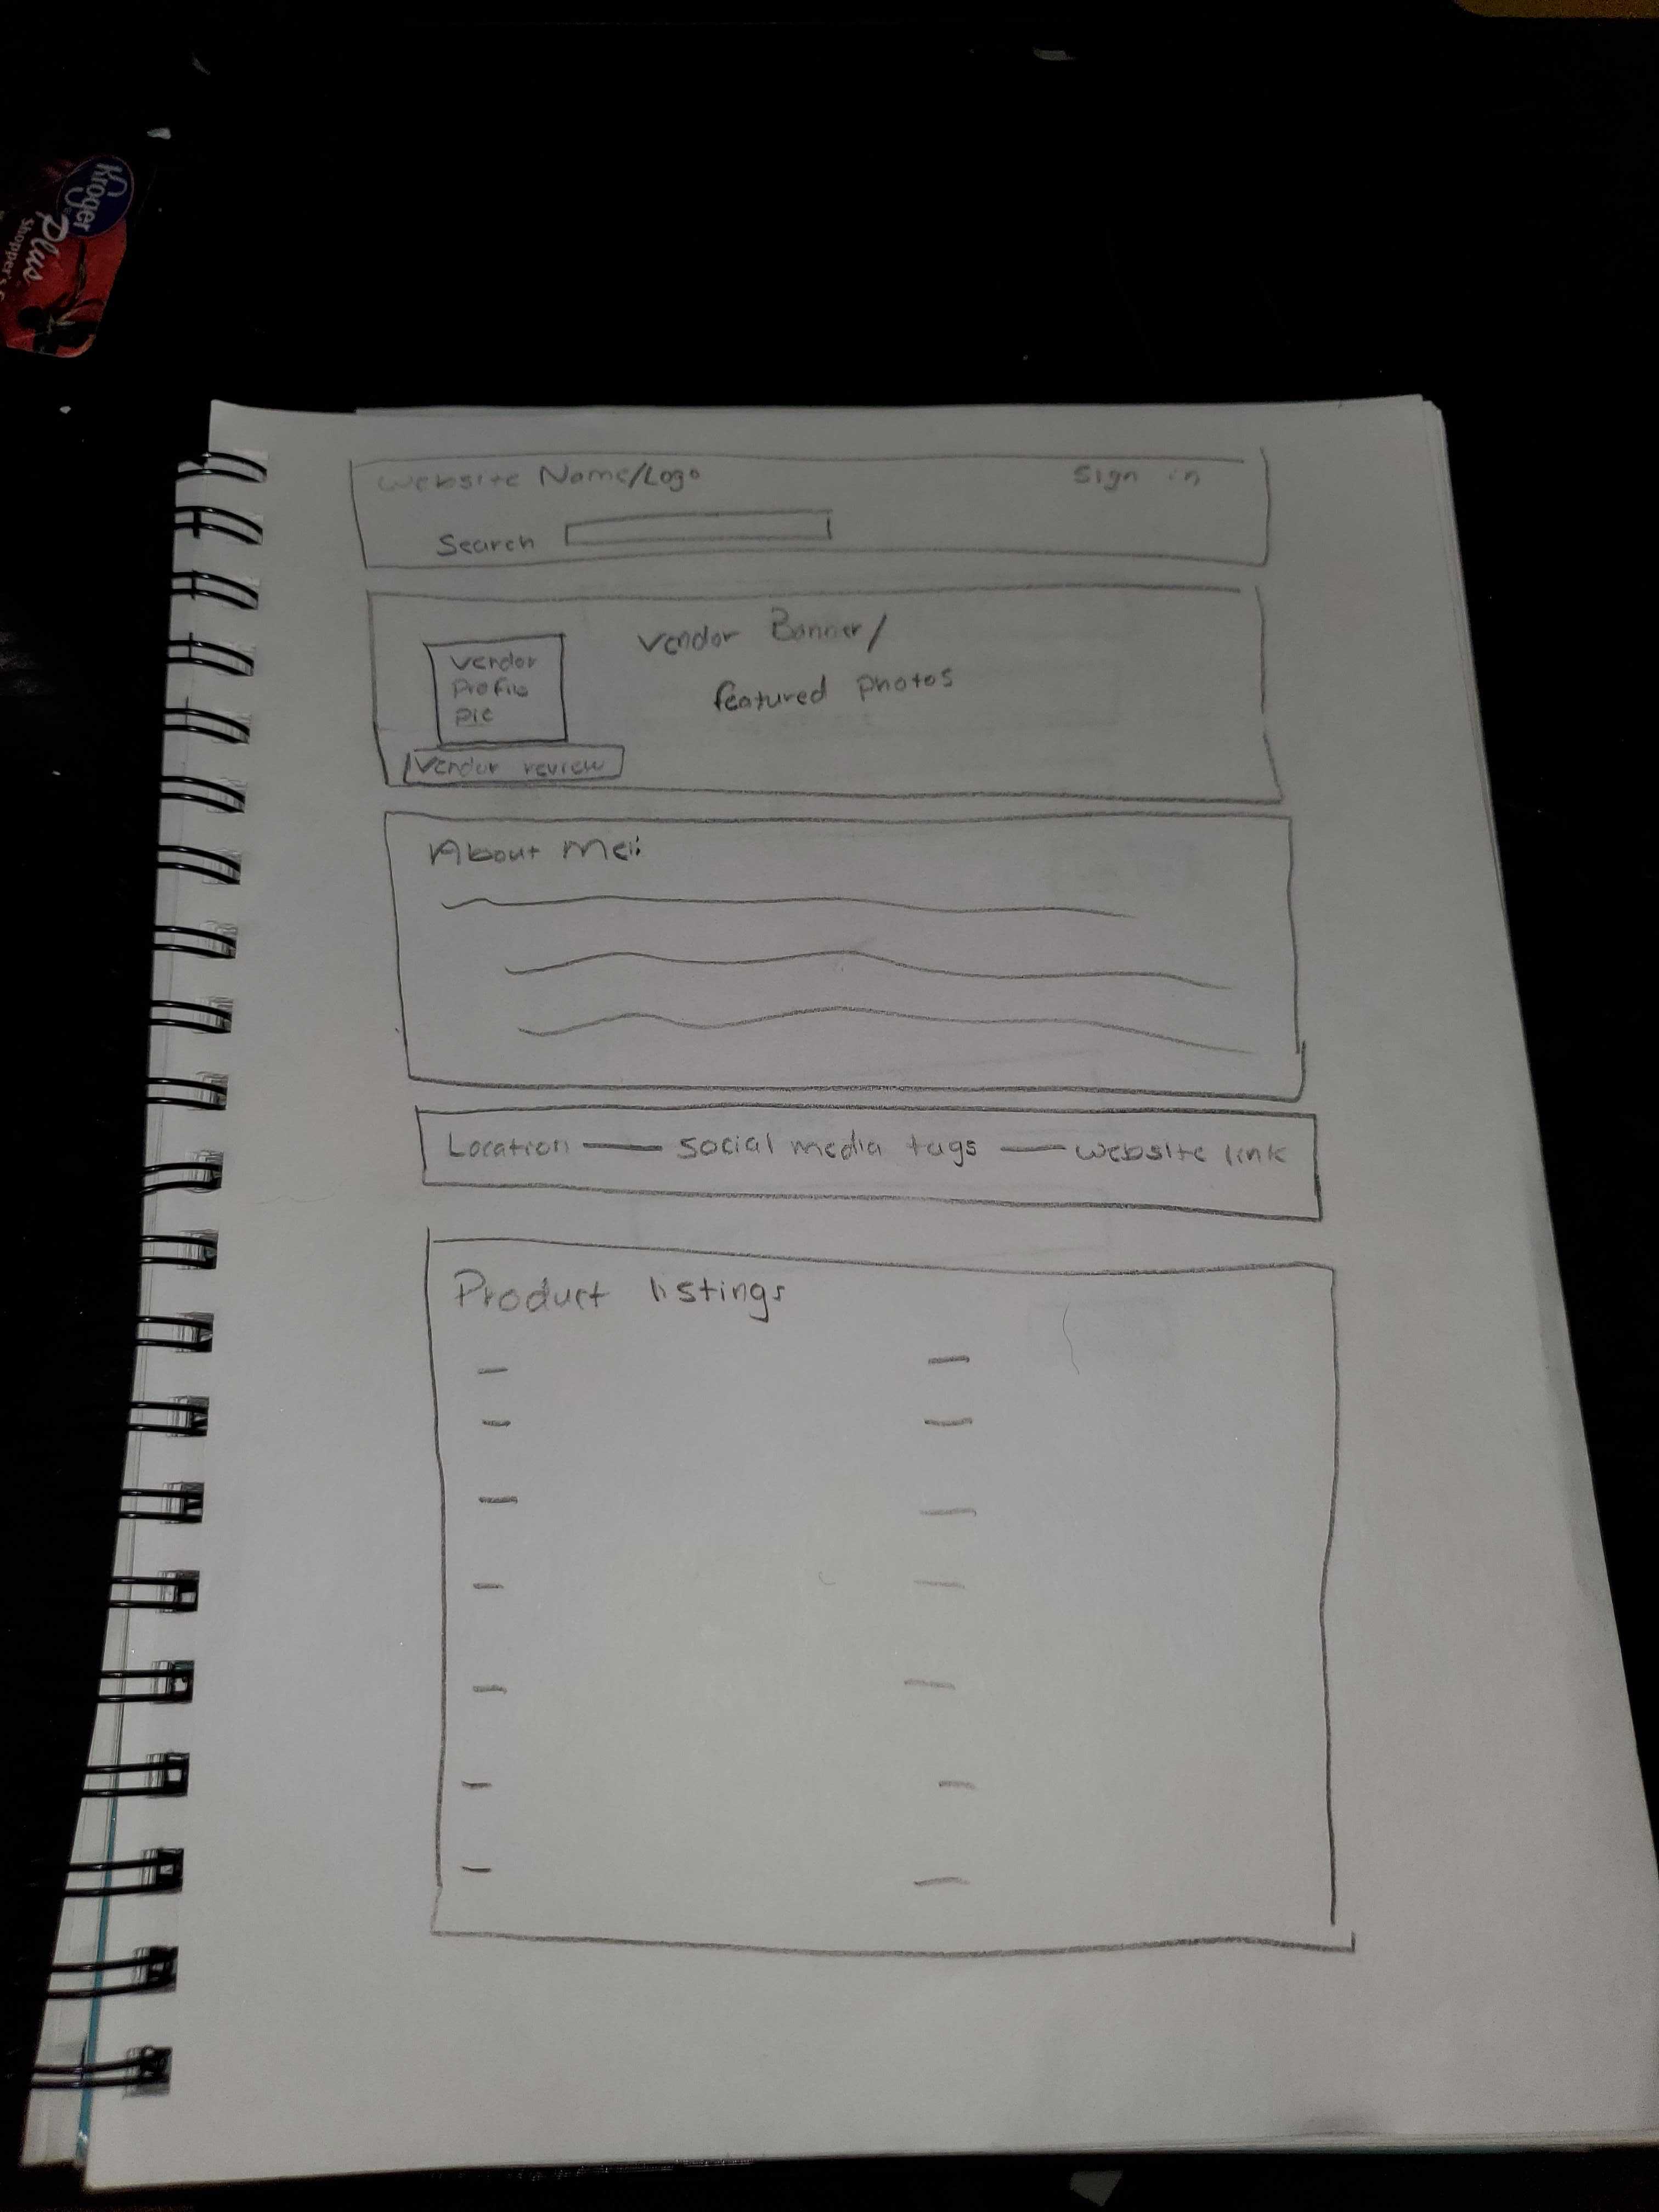 Kroger
Plus
Shopper's
Website Name/Logo
Sign in
Search
Vendor
Profile
pic
Vendor Banner/
featured photos
Vendor review
About Me:
Location — social media tags — website link
Product listings